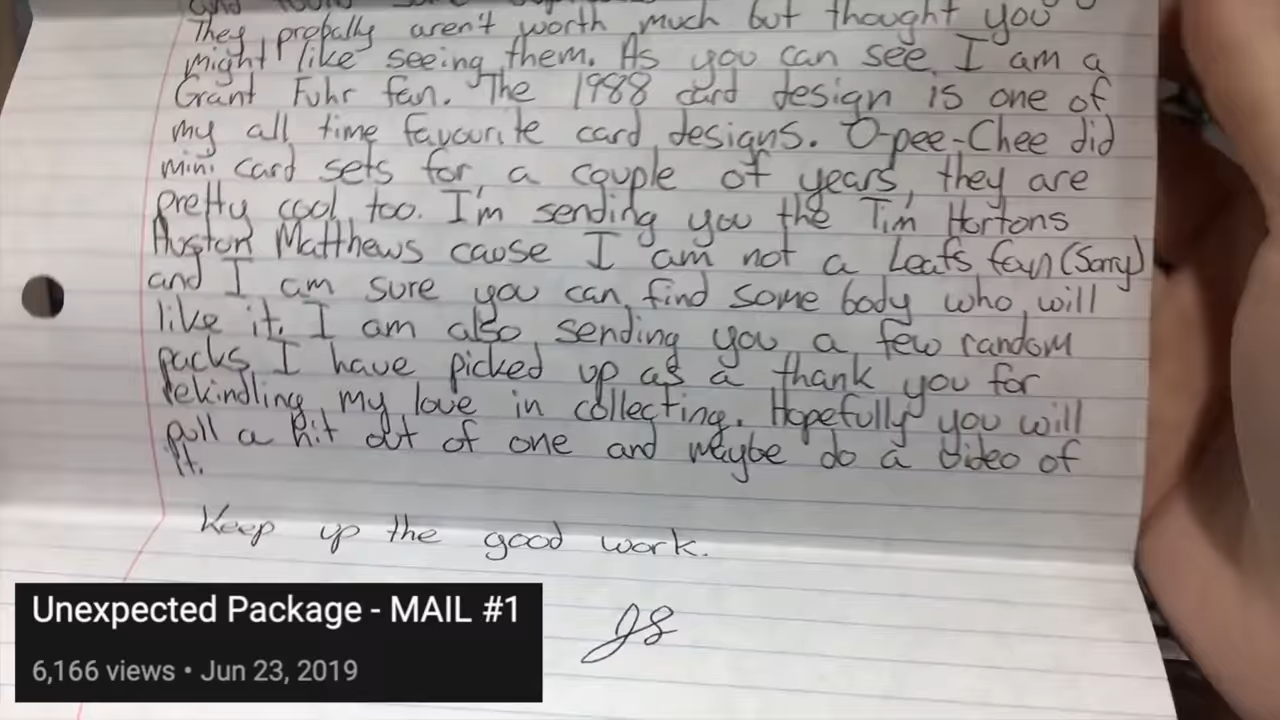 and found some
They probally aren't worth much but thought you
might like seeing them. As you can see I am a
Grant Fuhr fan. The 1988 card design is one of
my all time favourite card designs. O-pee-Chee did
mini card sets for a couple of years, they are
pretty cool too. I'm sending you the Tim Hortons
Auston Matthews cause I am not a Leafs fan (Sorry)
and I am sure you can find some body who will
like it. I am also sending you a few random
packs I have picked up as a thank you for
rekindling my love in collecting. Hopefully you will
pull a hit out of one and maybe do a video of
it.
Keep up the good work.
JS
Unexpected Package - MAIL #1
6,166 views • Jun 23, 2019